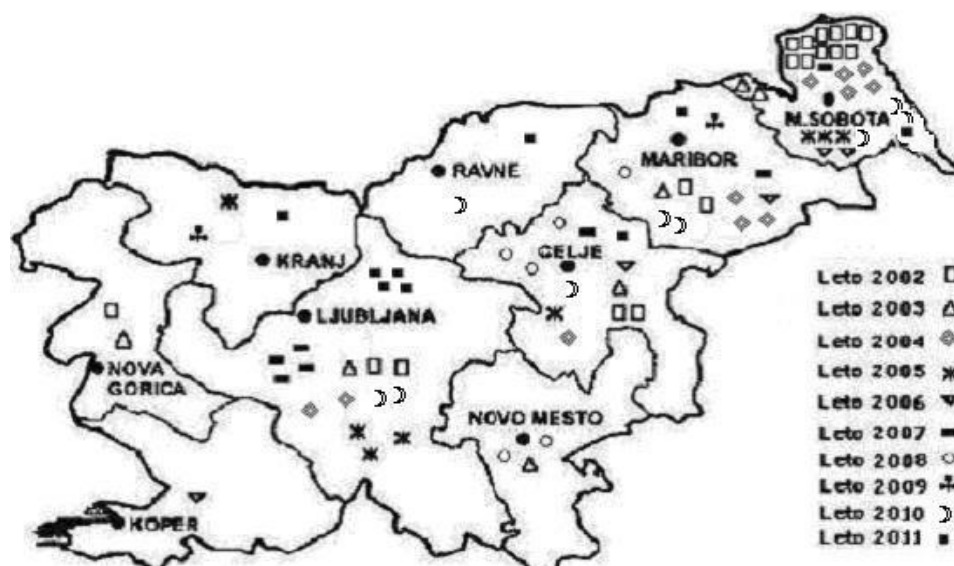 M.SOBOTA
MARIBOR
RAVNE
CELJE
KRANJ
LJUBLJANA
NOVA
GORICA
NOVO MESTO
KOPER
Leto 2002
Leto 2003
Leto 2004
Leto 2005
Leto 2006
Leto 2007
Leto 2008
Leto 2009
Leto 2010
Leto 2011